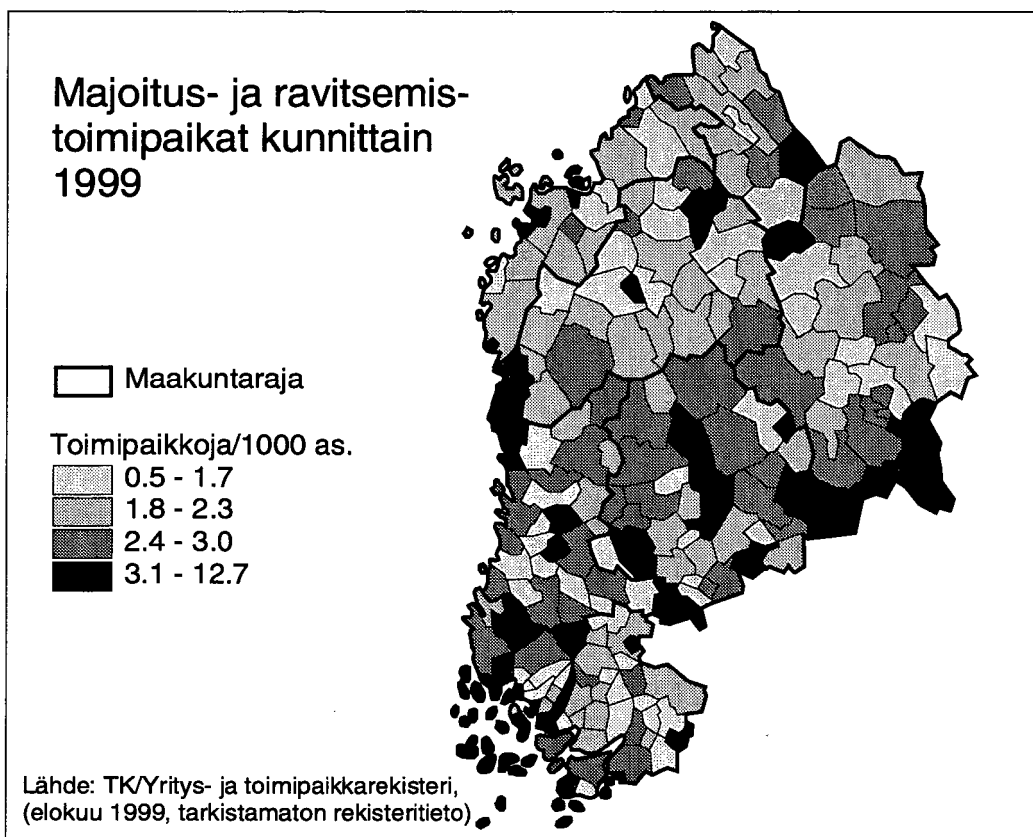 Majoitus- ja ravitsemis-
toimipaikat kunnittain
1999
Maakuntaraja
Toimipaikkoja/1000 as.
0.5 - 1.7
1.8 - 2.3
2.4 - 3.0
3.1 - 12.7
Lähde: TK/Yritys- ja toimipaikkarekisteri,
(elokuu 1999, tarkistamaton rekisteritieto)